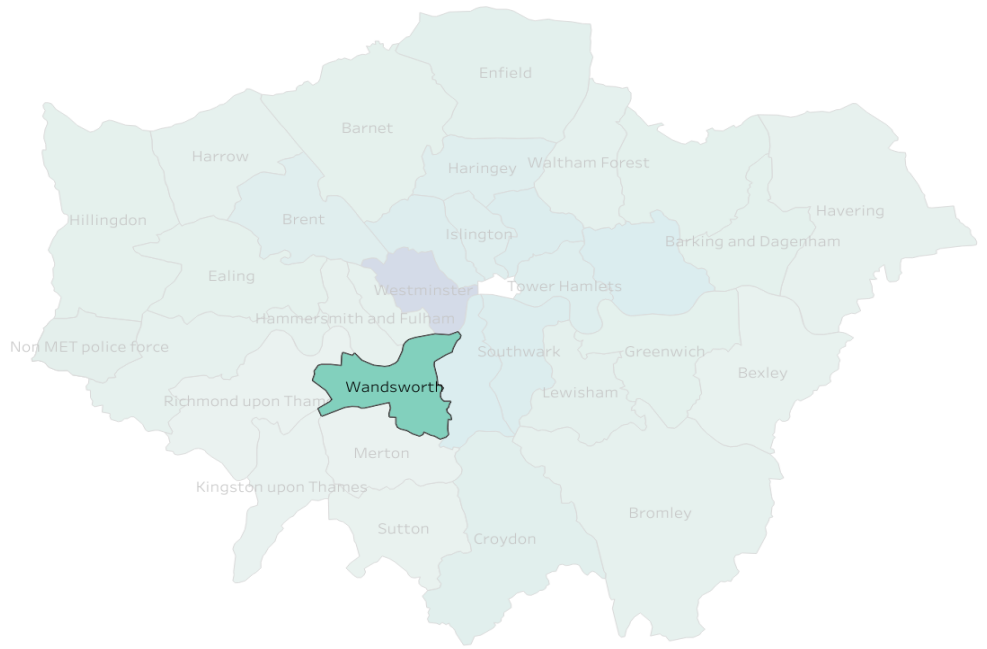 Enfield
Barnet
Harrow
Haringey
Waltham Forest
Havering
Hillingdon
Brent
Islington
Barking and Dagenham
Ealing
Westminster
Tower Hamlets
Hammersmith and Fulham
Non MET police force
Southwark
Greenwich
Bexley
Wandsworth
Lewisham
Richmond upon Tham
Merton
Kingston upon Thames
Bromley
Sutton
Croydon